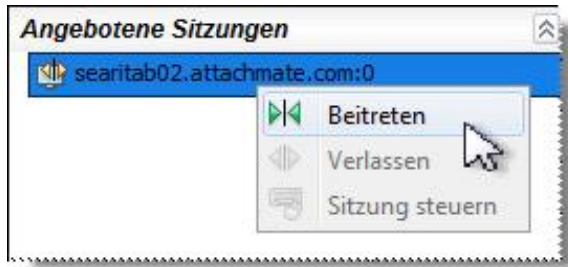 Angebotene Sitzungen
searitab02.attachmate.com:0
Beitreten
Verlassen
Sitzung steuern